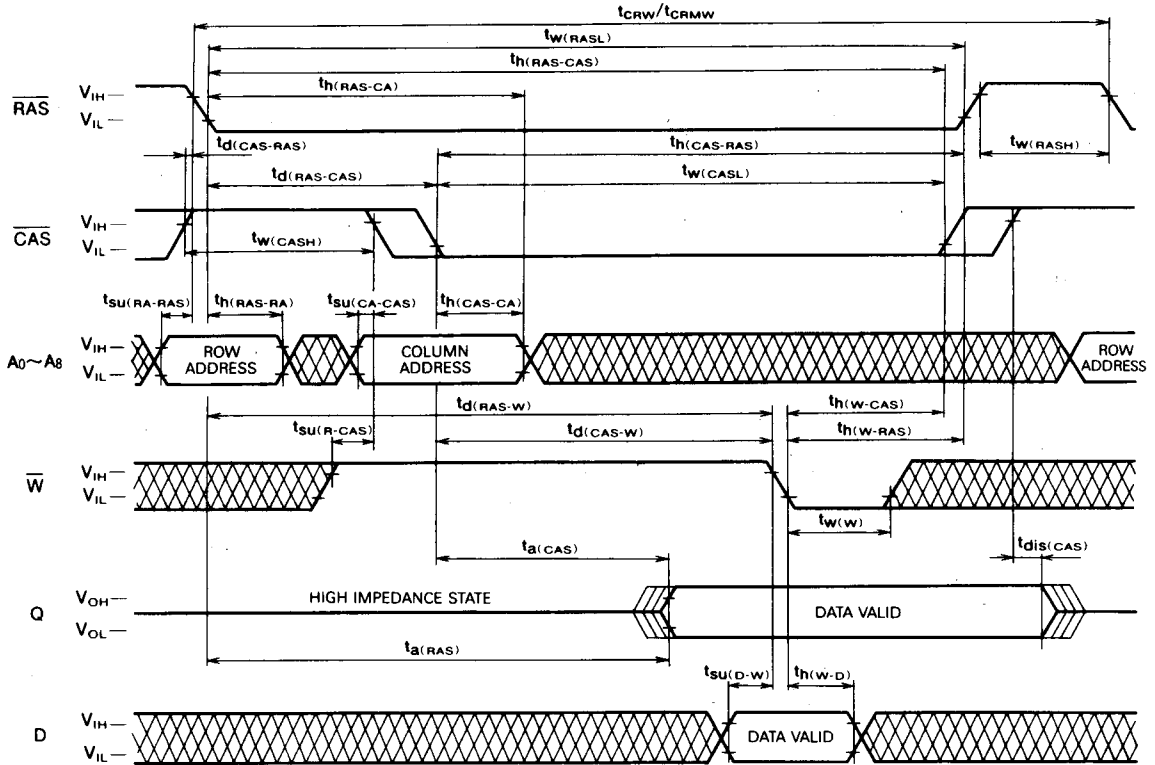 tCRW/tCRMW
tw(RASL)
th(RAS-CAS)
th(RAS-CA)
RAS
VIH
VIL
td(CAS-RAS)
th(CAS-RAS)
tw(RASH)
td(RAS-CAS)
tw(CASL)
CAS
VIH
VIL
tw(CASH)
tsu(RA-RAS)
th(RAS-RA)
tsu(CA-CAS)
th(CAS-CA)
A0~A8
VIH
VIL
ROW
ADDRESS
COLUMN
ADDRESS
ROW
ADDRESS
td(RAS-W)
th(W-CAS)
tsu(R-CAS)
td(CAS-W)
th(W-RAS)
W
VIH
VIL
tw(W)
ta(CAS)
tdis(CAS)
Q
VOH
VOL
HIGH IMPEDANCE STATE
DATA VALID
ta(RAS)
tsu(D-W)
th(W-D)
D
VIH
VIL
DATA VALID